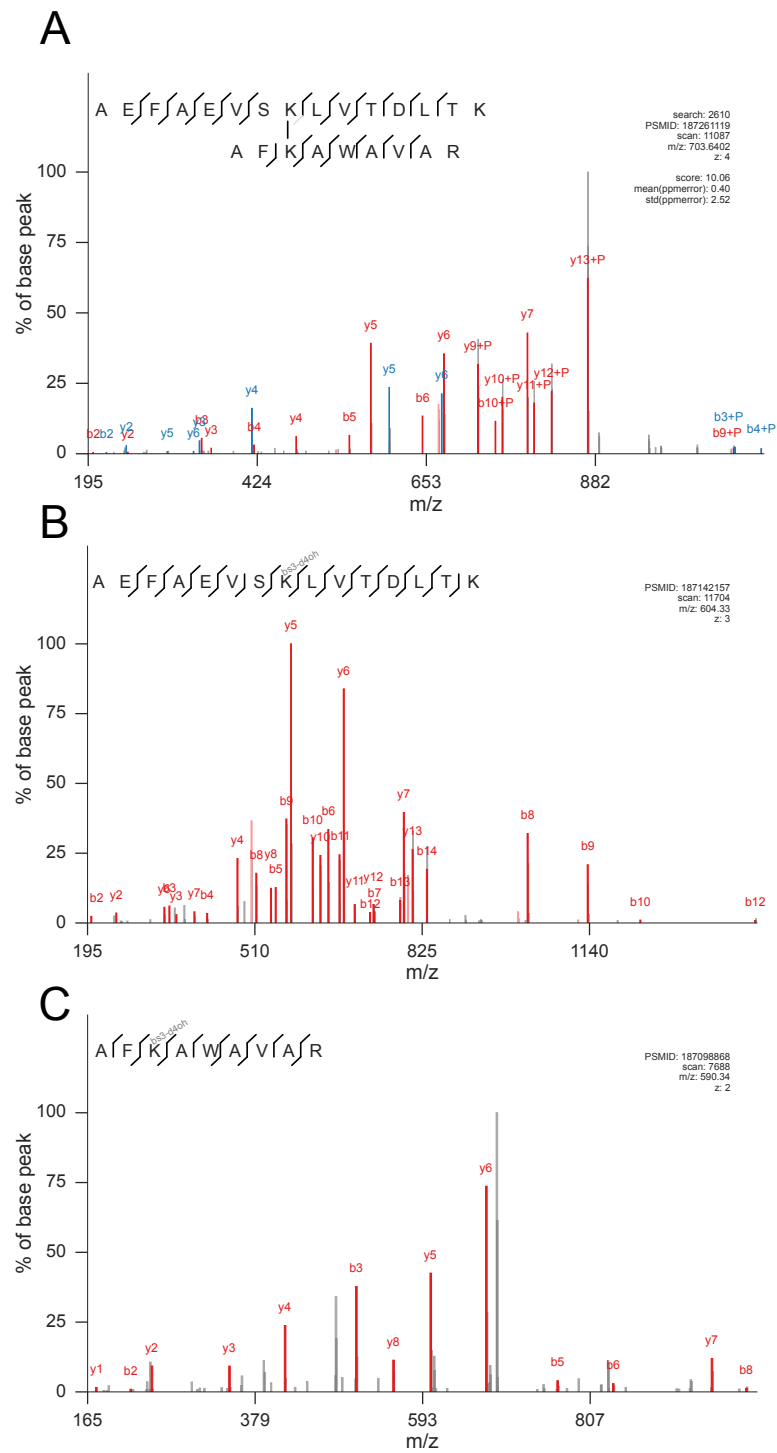 A
A E F A E V S K L V T D L T K
A F K A W A V A R
search: 2610
PSMID: 187261119
scan: 11087
m/z: 703.6402
z: 4
score: 10.06
mean(ppmerror): 0.40
std(ppmerror): 2.52
% of base peak
100
75
50
25
0
b2 b2 y2 y2 y5 y6 y3 b3 y3 y4 b4 y4 b5 y5 y5 b6 y6 y6 y9+P b10+P y10+P y7 y11+P y12+P y13+P b9+P b3+P b4+P
195 424 653 882
m/z
B
A E F A E V S K L V T D L T K
bs3-d4oh
PSMID: 187142157
scan: 11704
m/z: 604.33
z: 3
% of base peak
100
75
50
25
0
b2 y2 b3 y3 y7 b4 y4 b8 y8 b5 b9 y5 b10 y10 b6 b11 y6 y11 b12 y12 b7 b13 y7 y13 b14 b8 b9 b10 b12
195 510 825 1140
m/z
C
A F K A W A V A R
bs3-d4oh
PSMID: 187098868
scan: 7688
m/z: 590.34
z: 2
% of base peak
100
75
50
25
0
y1 b2 y2 y3 y4 b3 y8 y5 y6 b5 b6 y7 b8
165 379 593 807
m/z